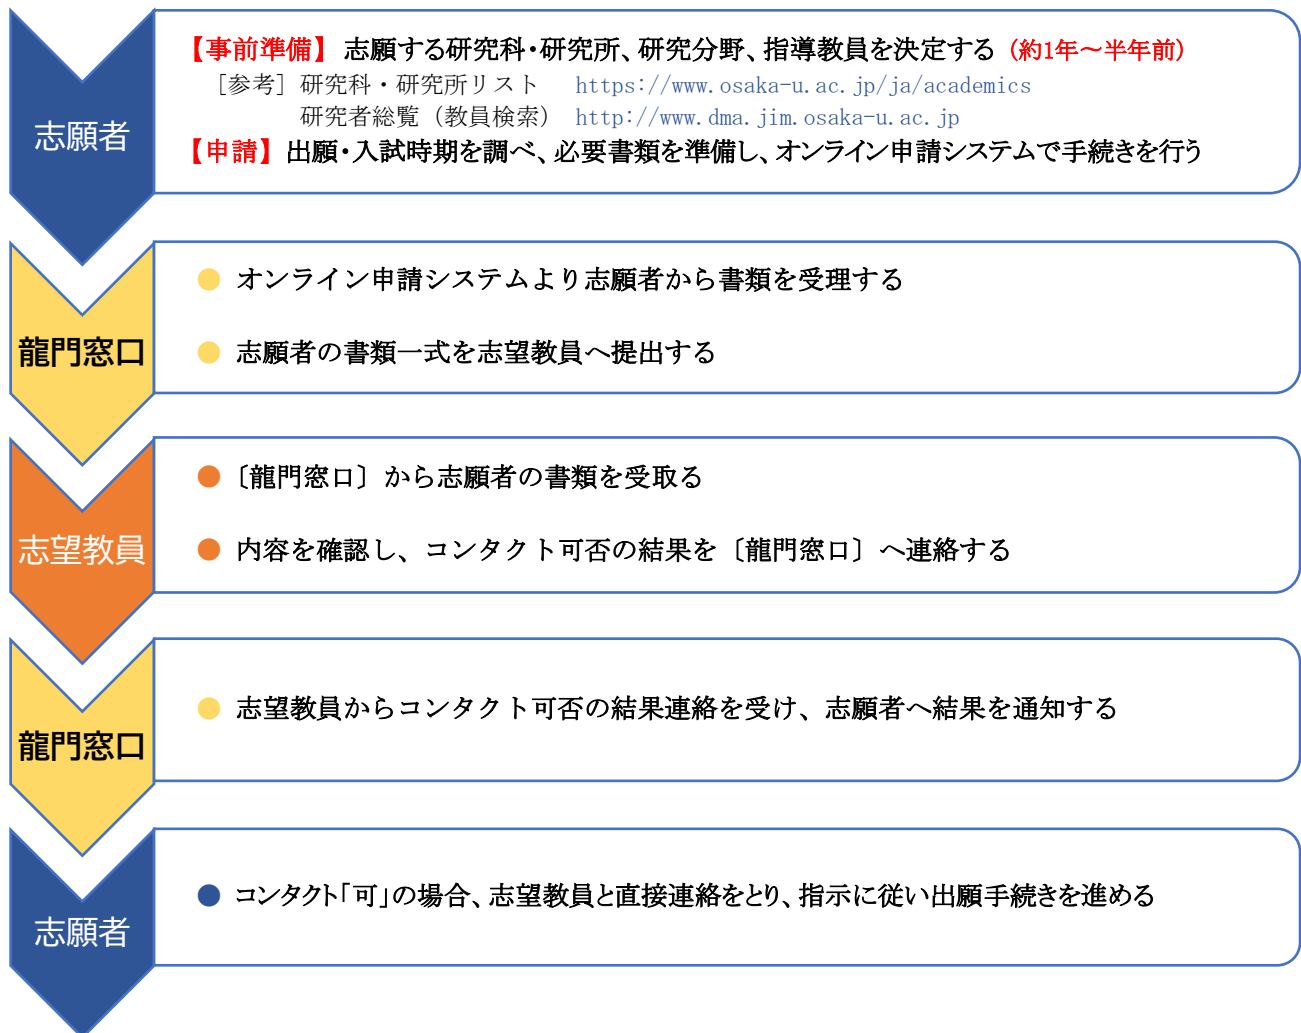 志願者
【事前準備】 志願する研究科・研究所、研究分野、指導教員を決定する (約1年～半年前)
［参考］研究科・研究所リスト https://www.osaka-u.ac.jp/ja/academics
研究者総覧（教員検索） http://www.dma.jim.osaka-u.ac.jp
【申請】 出願・入試時期を調べ、必要書類を準備し、オンライン申請システムで手続きを行う
龍門窓口
● オンライン申請システムより志願者から書類を受理する
● 志願者の書類一式を志望教員へ提出する
志望教員
● 〔龍門窓口〕から志願者の書類を受取る
● 内容を確認し、コンタクト可否の結果を〔龍門窓口〕へ連絡する
龍門窓口
● 志望教員からコンタクト可否の結果連絡を受け、志願者へ結果を通知する
志願者
● コンタクト「可」の場合、志望教員と直接連絡をとり、指示に従い出願手続きを進める